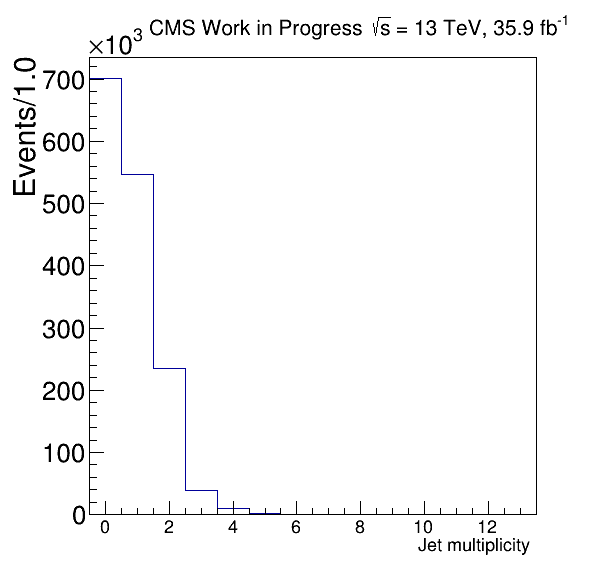 ×10³ CMS Work in Progress √s = 13 TeV, 35.9 fb⁻¹
Events/1.0
700
600
500
400
300
200
100
0
0 2 4 6 8 10 12
Jet multiplicity